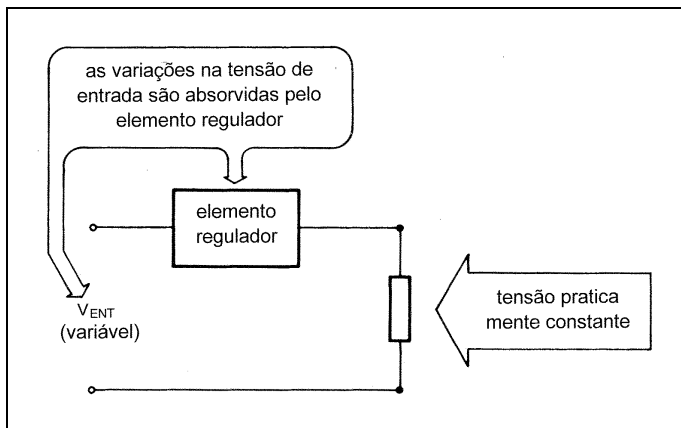 as variações na tensão de
entrada são absorvidas pelo
elemento regulador
elemento
regulador
VENT
(variável)
tensão pratica
mente constante